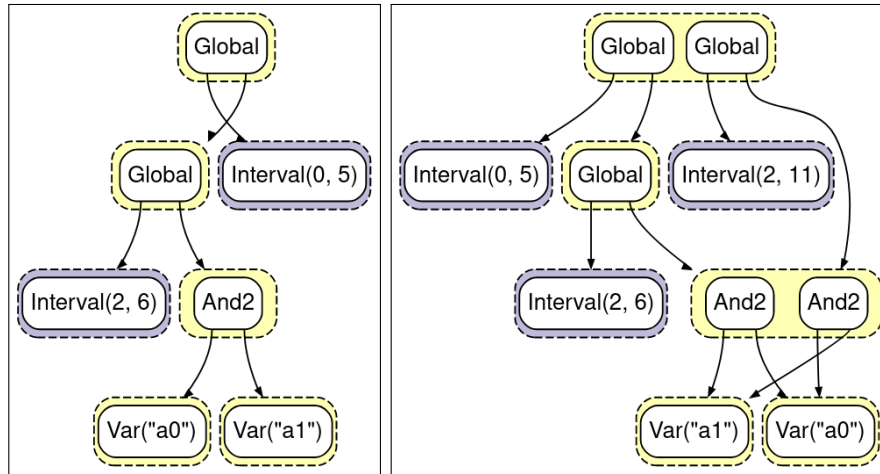 Global
Global
Interval(0, 5)
Interval(2, 6)
And2
Var("a0")
Var("a1")
Global
Global
Interval(0, 5)
Global
Interval(2, 11)
Interval(2, 6)
And2
And2
Var("a1")
Var("a0")